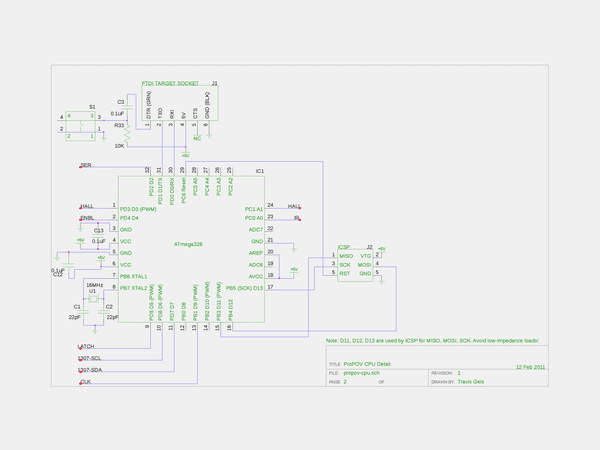 FTDI TARGET SOCKET J1
DTR (GRN)
TXO
RXI
5V
CTS
GND (BLK)
1 2 3 4 5 6
NC
+5V
S1
4 4 3 3
2 2 1 1
C3
0.1uF
R33
10K
SER
32 31 30 29 28 27 26 25
IC1
PD2 D2
PD1 D1/TX
PD0 D0/RX
PC6 Reset
PC5 A5
PC4 A4
PC3 A3
PC2 A2
HALL 1 PD3 D3 (PWM)
ENBL 2 PD4 D4
3 GND
4 VCC
5 GND
6 VCC
7 PB6 XTAL1
8 PB7 XTAL2
C13
0.1uF
+5V
0.1uF
C12
+5V
ATmega328
PC1 A1 24 HALL
PC0 A0 23 IR
ADC7 22
GND 21
AREF 20
ADC6 19
AVCC 18
PB5 (SCK) D13 17
+5V
16MHz
U1
C1 C2
22pF 22pF
PD5 D5 (PWM)
PD6 D6 (PWM)
PD7 D7
PB0 D8
PB1 D9 (PWM)
PB2 D10 (PWM)
PB3 D11 (PWM)
PB4 D12
9 10 11 12 13 14 15 16
LATCH
1307-SCL
1307-SDA
CLK
ICSP J2
1 MISO VTG 2
3 SCK MOSI 4
5 RST GND 6
+5V
Note: D11, D12, D13 are used by ICSP for MISO, MOSI, SCK. Avoid low-impedance loads!
TITLE ProPOV CPU Detail
12 Feb 2011
FILE: propov-cpu.sch REVISION: 1
PAGE 2 OF DRAWN BY: Travis Geis